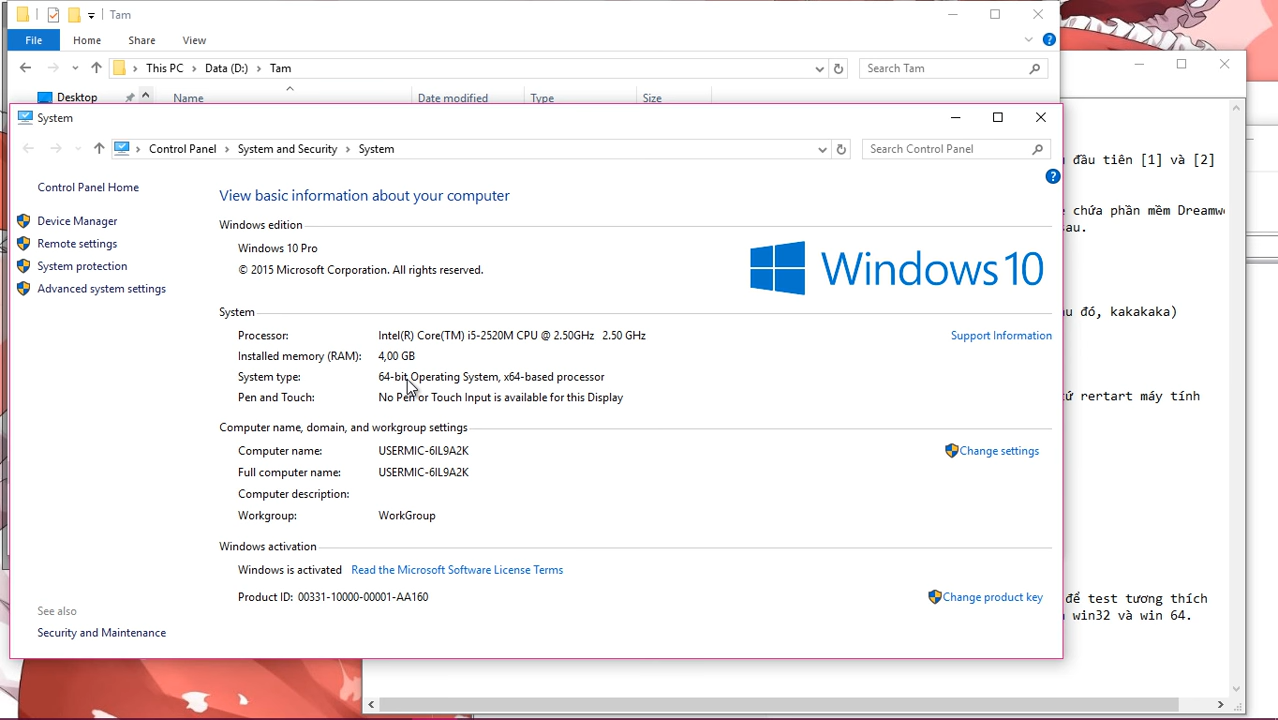 Tam
File Home Share View
This PC Data (D:) Tam Search Tam
Desktop Name Date modified Type Size
System
Control Panel System and Security System Search Control Panel
Control Panel Home
Device Manager
Remote settings
System protection
Advanced system settings
View basic information about your computer
Windows edition
Windows 10 Pro
© 2015 Microsoft Corporation. All rights reserved.
Windows 10
System
Processor: Intel(R) Core(TM) i5-2520M CPU @ 2.50GHz 2.50 GHz
Support Information
Installed memory (RAM): 4,00 GB
System type: 64-bit Operating System, x64-based processor
Pen and Touch: No Pen or Touch Input is available for this Display
Computer name, domain, and workgroup settings
Computer name: USERMIC-6IL9A2K
Change settings
Full computer name: USERMIC-6IL9A2K
Computer description:
Workgroup: WorkGroup
Windows activation
Windows is activated Read the Microsoft Software License Terms
Product ID: 00331-10000-00001-AA160
Change product key
See also
Security and Maintenance
đầu tiên [1] và [2]
chứa phần mềm Dreamw
sau.
đó, kakakaka)
rertart máy tính
để test tương thích
win32 và win 64.